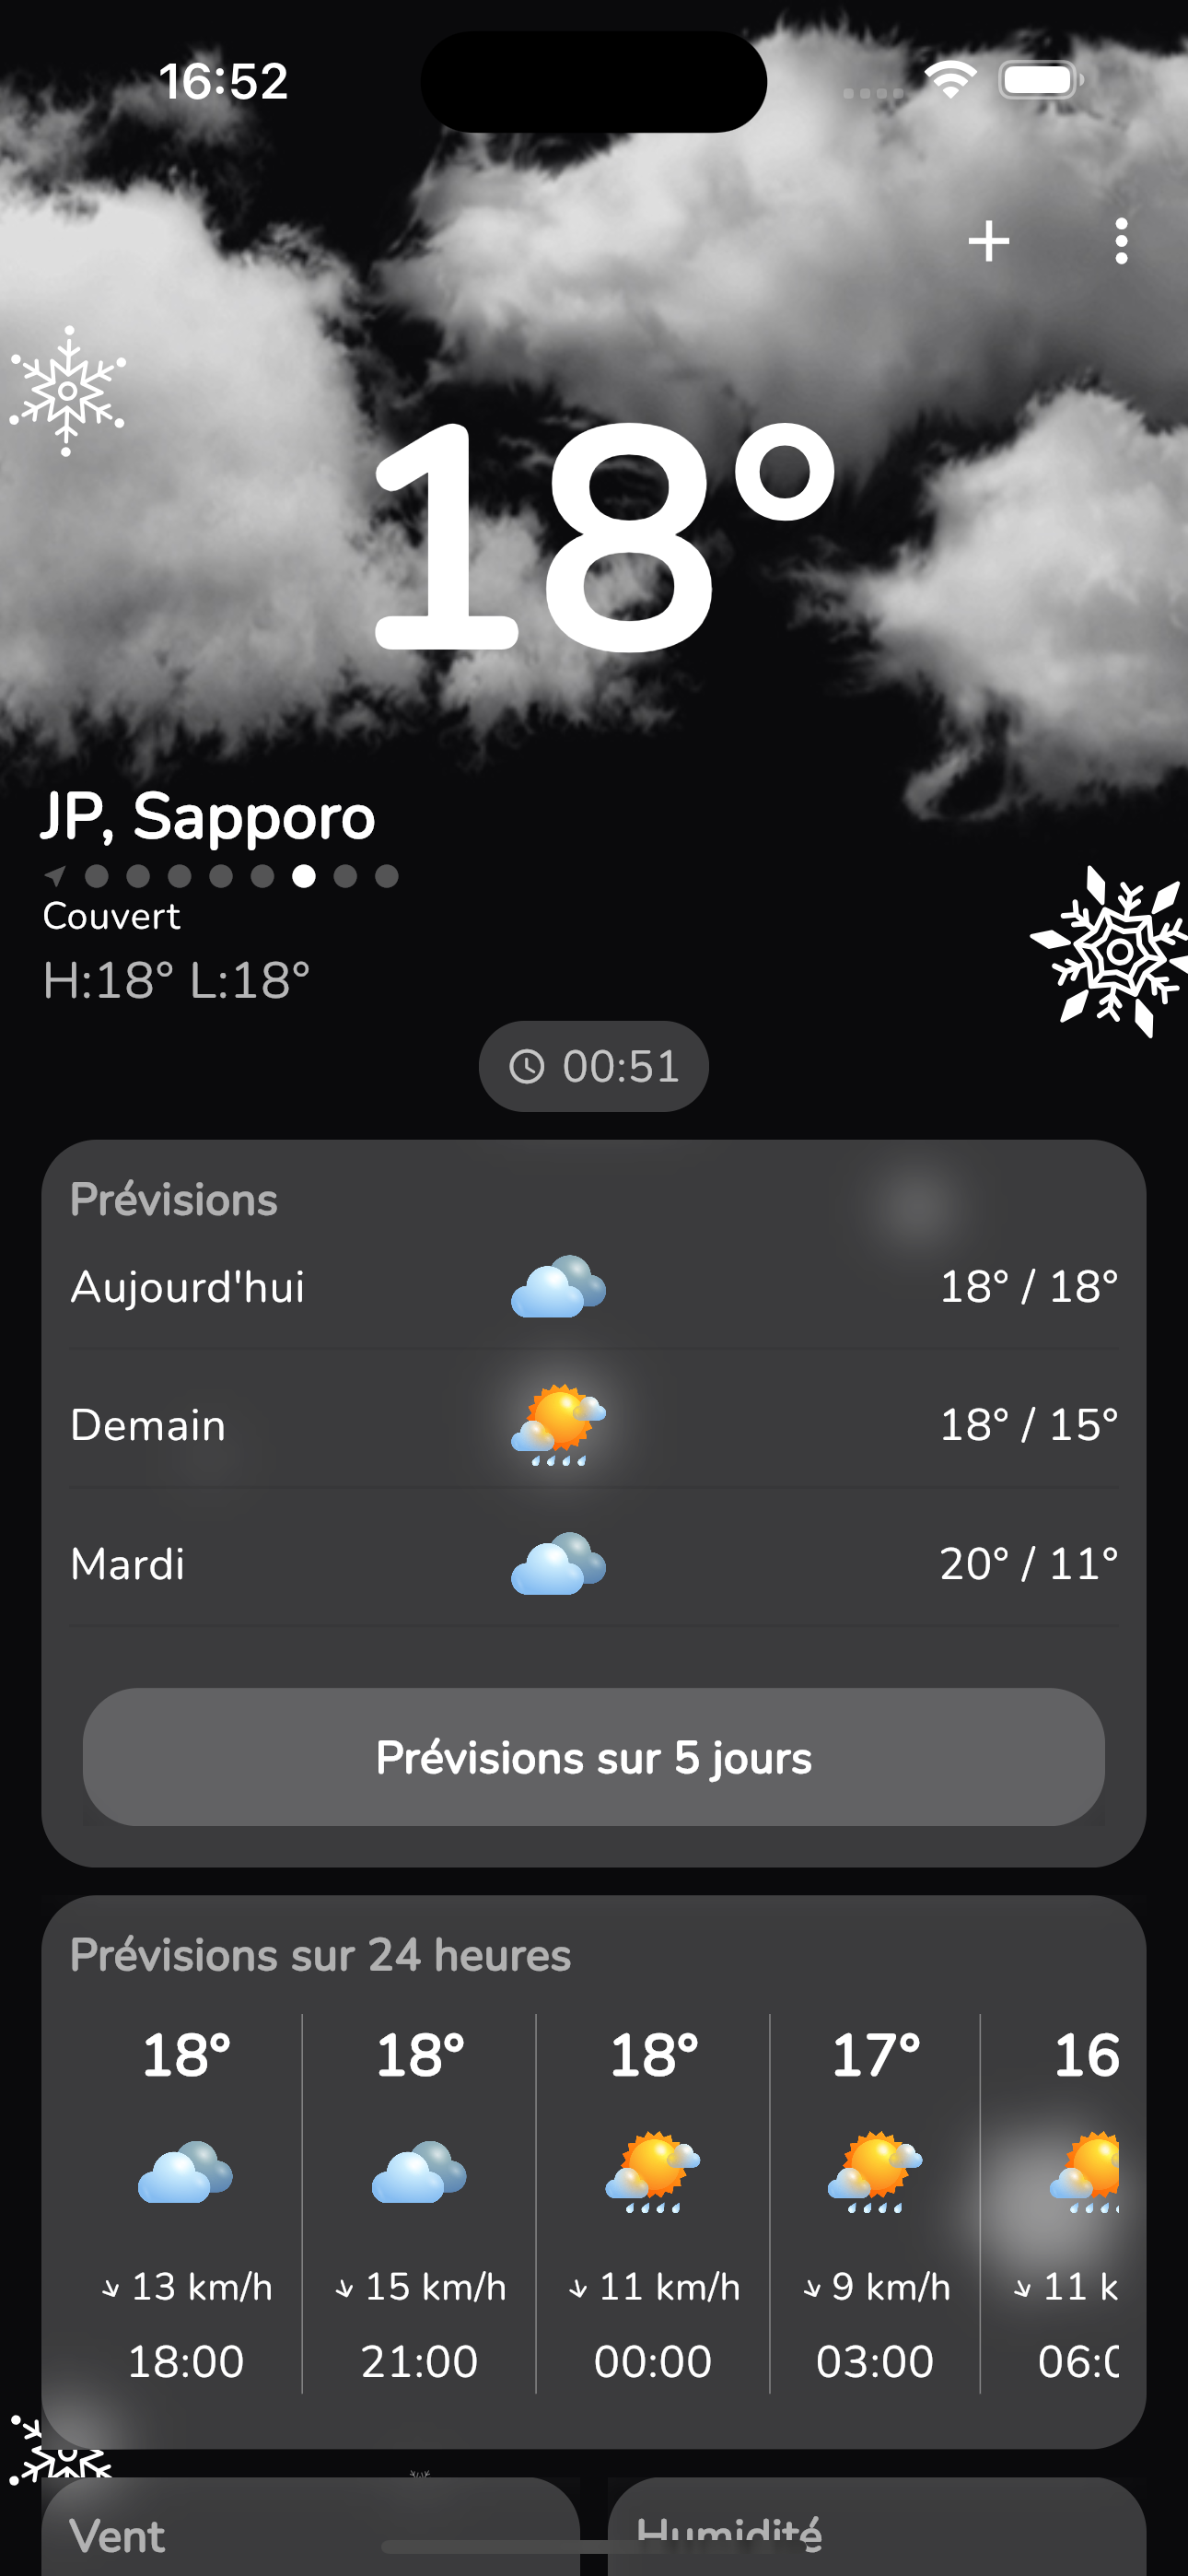 16:52
18°
JP, Sapporo
Couvert
H:18° L:18°
00:51
Prévisions
Aujourd'hui 18° / 18°
Demain 18° / 15°
Mardi 20° / 11°
Prévisions sur 5 jours
Prévisions sur 24 heures
18° 18° 18° 17° 16
13 km/h 15 km/h 11 km/h 9 km/h 11 k
18:00 21:00 00:00 03:00 06:0
Vent Humidité